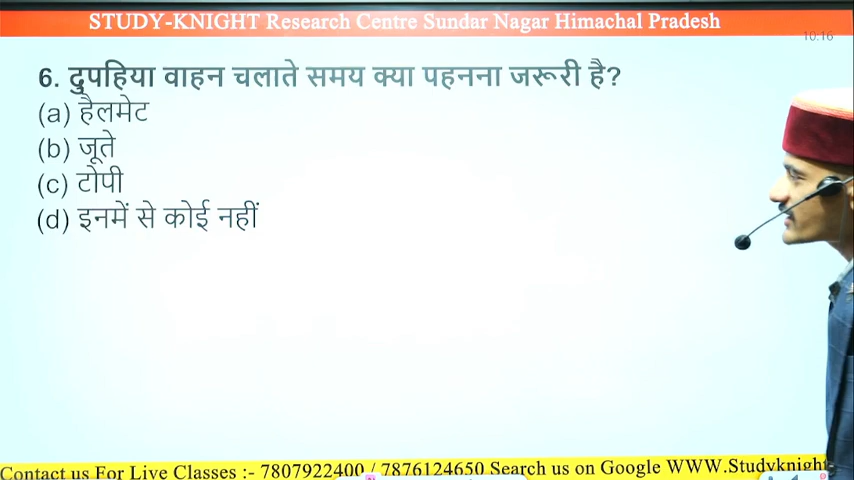 STUDY-KNIGHT Research Centre Sundar Nagar Himachal Pradesh
10:16
6. दुपहिया वाहन चलाते समय क्या पहनना जरूरी है?
(a) हैलमेट
(b) जूते
(c) टोपी
(d) इनमें से कोई नहीं
Contact us For Live Classes :- 7807922400 / 7876124650 Search us on Google WWW.Studyknight